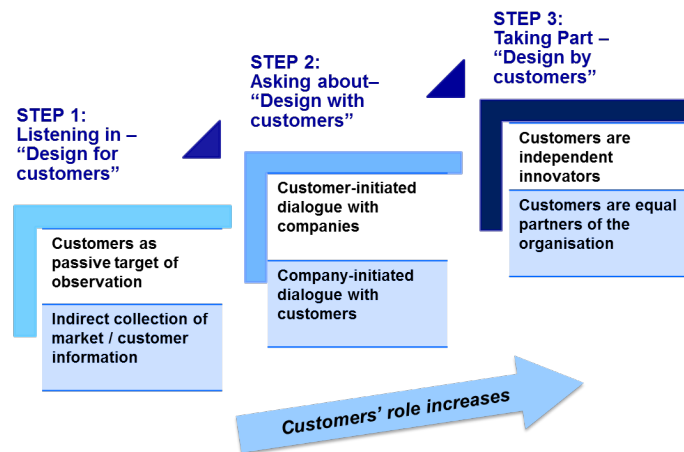 STEP 1:
Listening in –
“Design for
customers”
Customers as
passive target of
observation
Indirect collection of
market / customer
information
STEP 2:
Asking about–
“Design with
customers”
Customer-initiated
dialogue with
companies
Company-initiated
dialogue with
customers
STEP 3:
Taking Part –
“Design by
customers”
Customers are
independent
innovators
Customers are equal
partners of the
organisation
Customers’ role increases